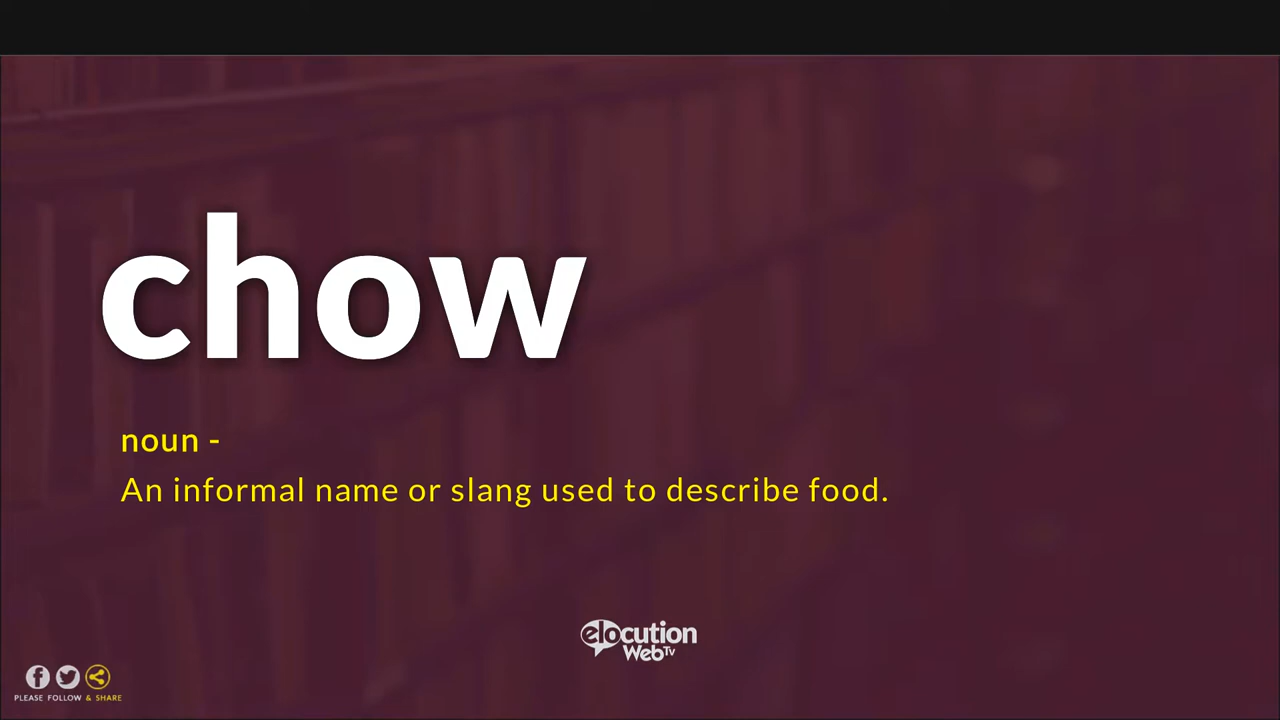 chow
noun -
An informal name or slang used to describe food.
elocution
WebTv
PLEASE FOLLOW & SHARE